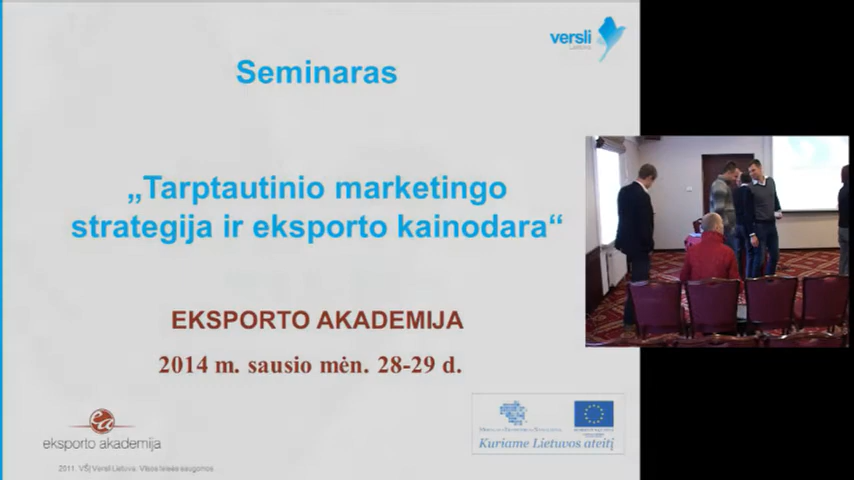 versli
Lietuva
Seminaras
„Tarptautinio marketingo
strategija ir eksporto kainodara“
EKSPORTO AKADEMIJA
2014 m. sausio mėn. 28-29 d.
eksporto akademija
Kuriame Lietuvos ateitį
2011. VšĮ Versli Lietuva. Visos teisės saugomos